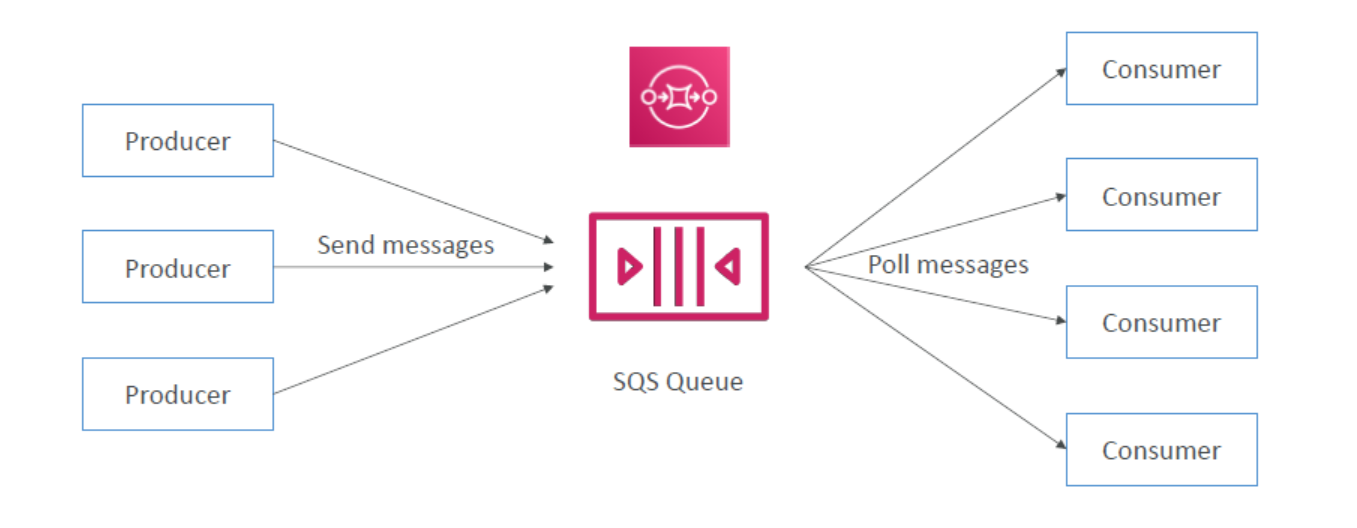 Producer
Producer
Producer
Send messages
SQS Queue
Poll messages
Consumer
Consumer
Consumer
Consumer